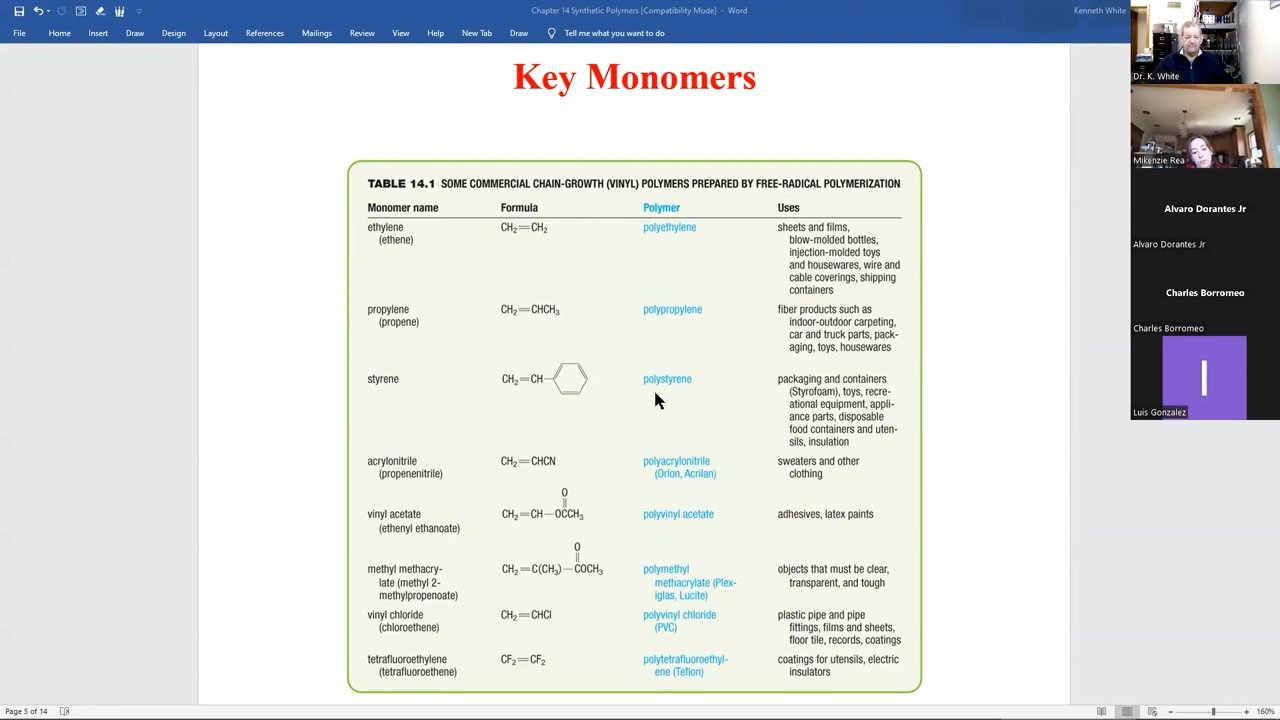 Chapter 14 Synthetic Polymers [Compatibility Mode] - Word
Kenneth White
File Home Insert Draw Design Layout References Mailings Review View Help New Tab Draw Tell me what you want to do
Key Monomers
TABLE 14.1 SOME COMMERCIAL CHAIN-GROWTH (VINYL) POLYMERS PREPARED BY FREE-RADICAL POLYMERIZATION
Monomer name Formula Polymer Uses
ethylene CH₂=CH₂ polyethylene sheets and films,
(ethene) blow-molded bottles,
injection-molded toys
and housewares, wire and
cable coverings, shipping
containers
propylene CH₂=CHCH₃ polypropylene fiber products such as
(propene) indoor-outdoor carpeting,
car and truck parts, pack-
aging, toys, housewares
styrene CH₂=CH— polystyrene packaging and containers
(Styrofoam), toys, recre-
ational equipment, appli-
ance parts, disposable
food containers and uten-
sils, insulation
acrylonitrile CH₂=CHCN polyacrylonitrile sweaters and other
(propenenitrile) (Orlon, Acrilan) clothing
O
vinyl acetate CH₂=CH—OCCH₃ polyvinyl acetate adhesives, latex paints
(ethenyl ethanoate)
O
methyl methacry- CH₂=C(CH₃)—COCH₃ polymethyl objects that must be clear,
late (methyl 2- methacrylate (Plex- transparent, and tough
methylpropenoate) iglas, Lucite)
vinyl chloride CH₂=CHCl polyvinyl chloride plastic pipe and pipe
(chloroethene) (PVC) fittings, films and sheets,
floor tile, records, coatings
tetrafluoroethylene CF₂=CF₂ polytetrafluoroethyl- coatings for utensils, electric
(tetrafluoroethene) ene (Teflon) insulators
Dr. K. White
Mikenzie Rea
Alvaro Dorantes Jr
Alvaro Dorantes Jr
Charles Borromeo
Charles Borromeo
l
Luis Gonzalez
Page 5 of 14
160%